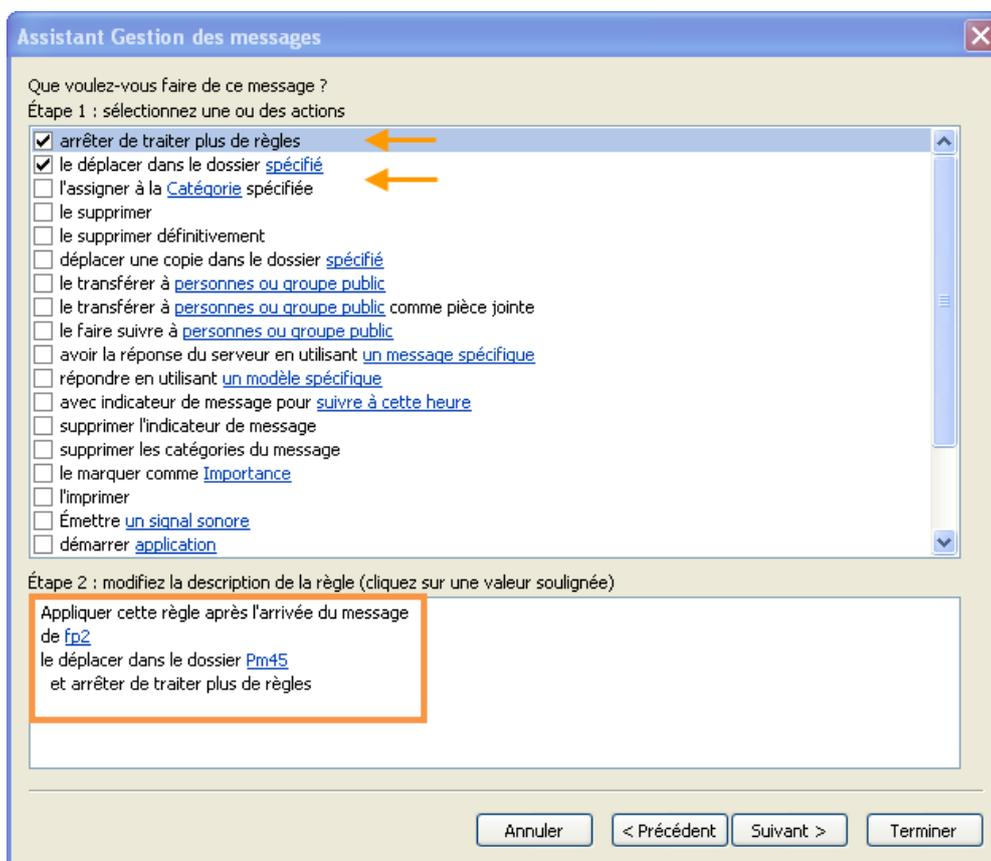 Assistant Gestion des messages
Que voulez-vous faire de ce message ?
Étape 1 : sélectionnez une ou des actions
arrêter de traiter plus de règles
le déplacer dans le dossier spécifié
l'assigner à la Catégorie spécifiée
le supprimer
le supprimer définitivement
déplacer une copie dans le dossier spécifié
le transférer à personnes ou groupe public
le transférer à personnes ou groupe public comme pièce jointe
le faire suivre à personnes ou groupe public
avoir la réponse du serveur en utilisant un message spécifique
répondre en utilisant un modèle spécifique
avec indicateur de message pour suivre à cette heure
supprimer l'indicateur de message
supprimer les catégories du message
le marquer comme Importance
l'imprimer
Émettre un signal sonore
démarrer application
Étape 2 : modifiez la description de la règle (cliquez sur une valeur soulignée)
Appliquer cette règle après l'arrivée du message
de fp2
le déplacer dans le dossier Pm45
et arrêter de traiter plus de règles
Annuler
< Précédent
Suivant >
Terminer